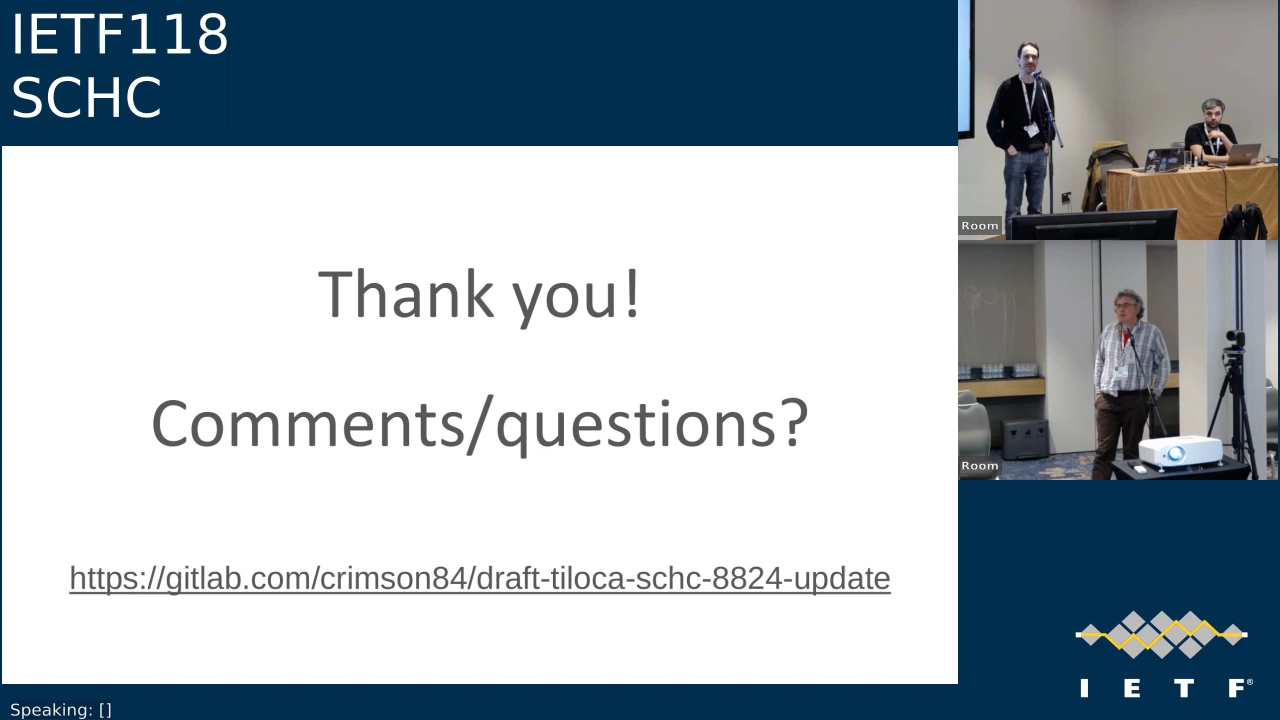 IETF118
SCHC
Thank you!
Comments/questions?
https://gitlab.com/crimson84/draft-tiloca-schc-8824-update
Room
Room
I E T F®
Speaking: []